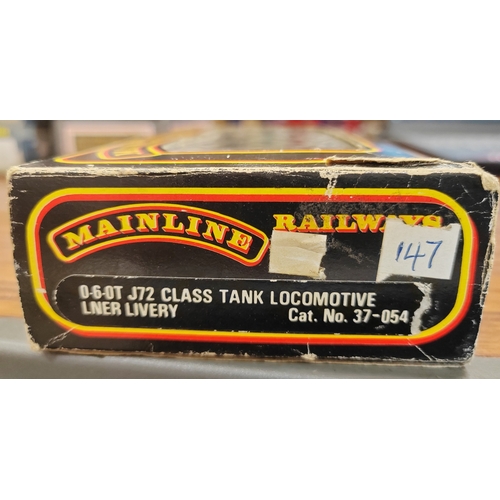 MAINLINE RAILWAYS
147
0-6-0T J72 CLASS TANK LOCOMOTIVE
LNER LIVERY Cat. No. 37-054